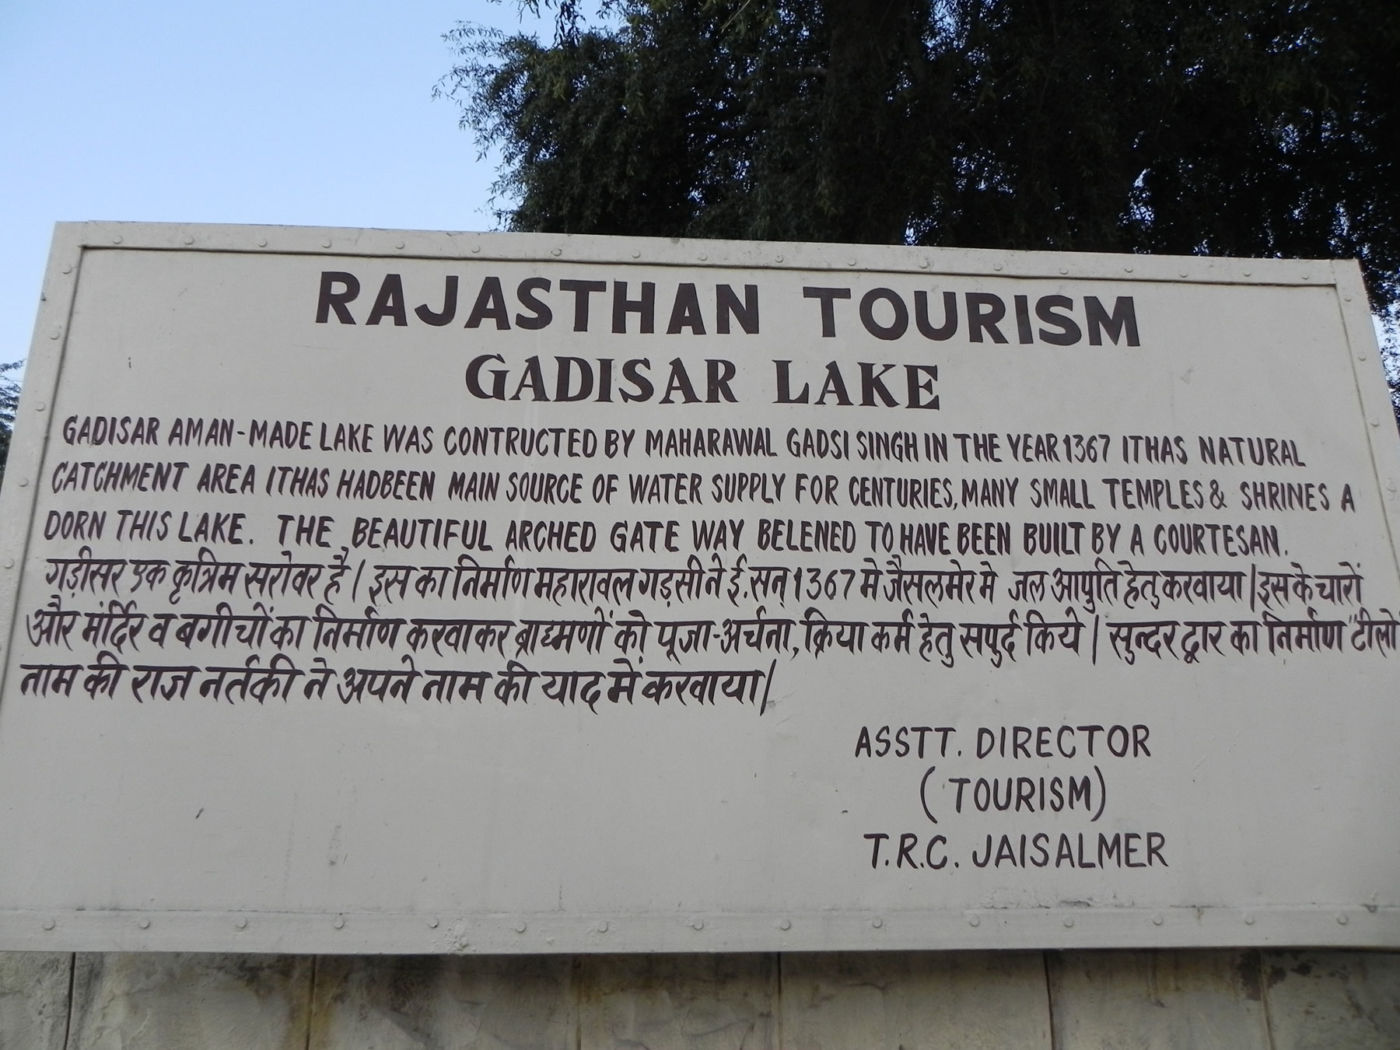 RAJASTHAN TOURISM
GADISAR LAKE
GADISAR AMAN-MADE LAKE WAS CONTRUCTED BY MAHARAWAL GADSI SINGH IN THE YEAR 1367 ITHAS NATURAL
CATCHMENT AREA ITHAS HADBEEN MAIN SOURCE OF WATER SUPPLY FOR CENTURIES, MANY SMALL TEMPLES & SHRINES A
DORN THIS LAKE. THE BEAUTIFUL ARCHED GATE WAY BELENED TO HAVE BEEN BUILT BY A COURTESAN.
गड़ीसर एक कृत्रिम सरोवर है | इस का निर्माण महारावल गड़सी ने ई.सन् 1367 मे जैसलमेर मे जल आपुति हेतु करवाया | इस के चारों
और मंर्दिर व बगीचों का निर्माण करवाकर ब्राह्मणों को पूजा-अर्चना, क्रिया कर्म हेतु सपुर्द किये | सुन्दर द्वार का निर्माण "टीलो
नाम की राज नर्तकी ने अपने नाम की याद में करवाया |
ASSTT. DIRECTOR
(TOURISM)
T.R.C. JAISALMER